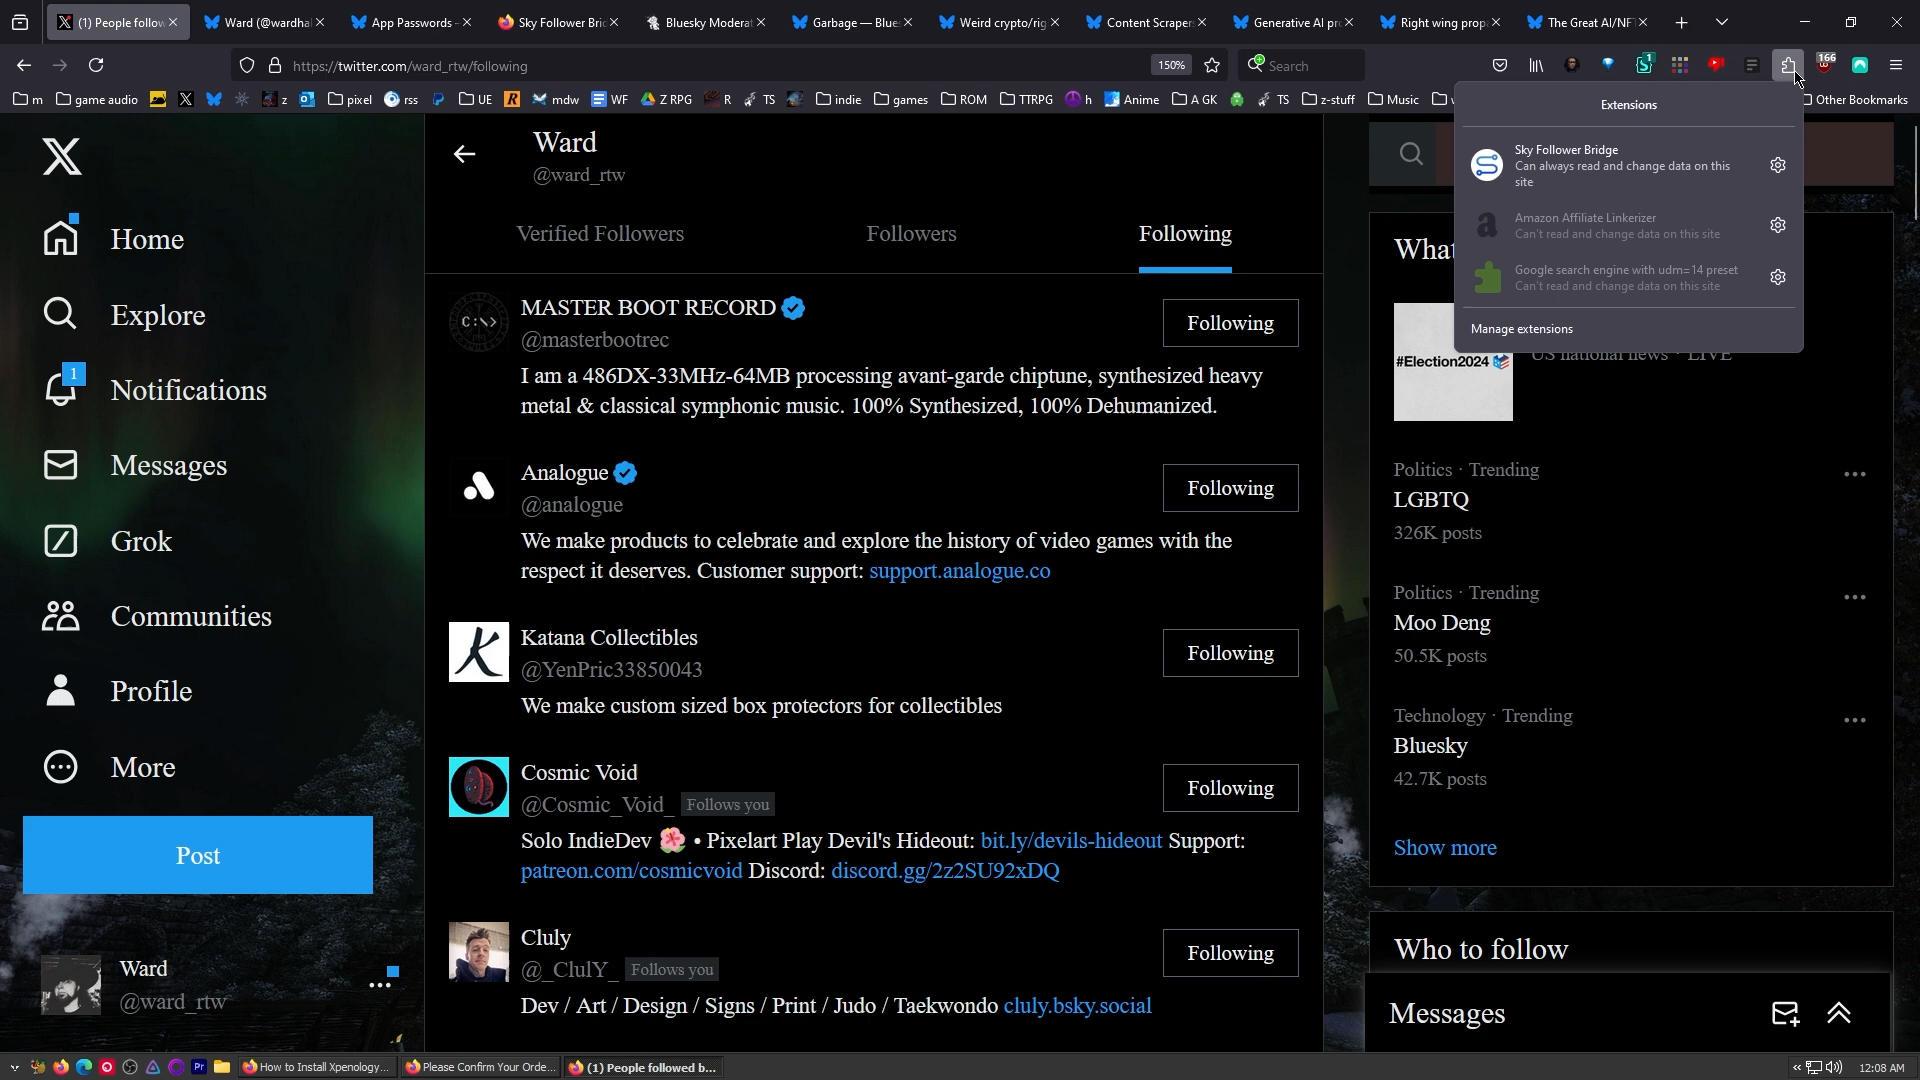 (1) People follow
Ward (@wardhal
App Passwords -
Sky Follower Bri
Bluesky Moderat
Garbage — Blue
Weird crypto/rig
Content Scraper
Generative AI pr
Right wing prop
The Great AI/NF
https://twitter.com/ward_rtw/following
150%
Search
1
166
m
game audio
z
pixel
rss
UE
mdw
WF
Z RPG
R
TS
indie
games
ROM
TTRPG
h
Anime
A GK
TS
z-stuff
Music
Other Bookmarks
Extensions
Sky Follower Bridge
Can always read and change data on this
site
Amazon Affiliate Linkerizer
Can't read and change data on this site
Google search engine with udm=14 preset
Can't read and change data on this site
Manage extensions
Home
Explore
1
Notifications
Messages
Grok
Communities
Profile
More
Post
Ward
@ward_rtw
Ward
@ward_rtw
Verified Followers
Followers
Following
C:\>
MASTER BOOT RECORD
@masterbootrec
Following
I am a 486DX-33MHz-64MB processing avant-garde chiptune, synthesized heavy
metal & classical symphonic music. 100% Synthesized, 100% Dehumanized.
Analogue
@analogue
Following
We make products to celebrate and explore the history of video games with the
respect it deserves. Customer support: support.analogue.co
Katana Collectibles
@YenPric33850043
Following
We make custom sized box protectors for collectibles
Cosmic Void
@Cosmic_Void_ Follows you
Following
Solo IndieDev 🌺 • Pixelart Play Devil's Hideout: bit.ly/devils-hideout Support:
patreon.com/cosmicvoid Discord: discord.gg/2z2SU92xDQ
Cluly
@_ClulY_ Follows you
Following
Dev / Art / Design / Signs / Print / Judo / Taekwondo cluly.bsky.social
What
#Election2024
US national news · LIVE
Politics · Trending
LGBTQ
326K posts
Politics · Trending
Moo Deng
50.5K posts
Technology · Trending
Bluesky
42.7K posts
Show more
Who to follow
Messages
How to Install Xpenology...
Please Confirm Your Orde...
(1) People followed b...
12:08 AM